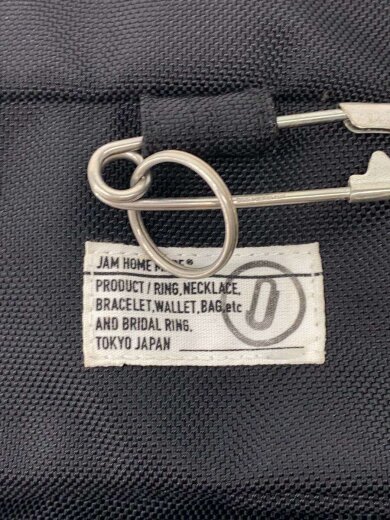 JAM HOME
PRODUCT / RING, NECKLACE,
BRACELET, WALLET, BAG, etc
AND BRIDAL RING.
TOKYO JAPAN